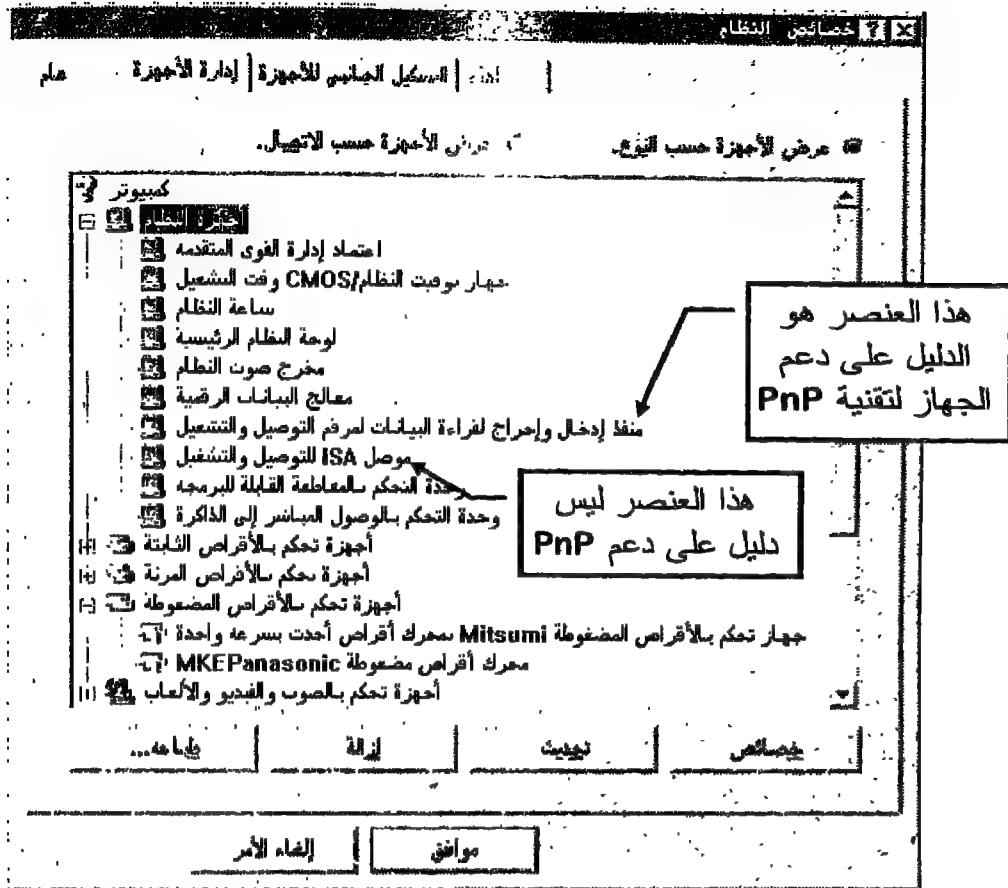 خصائص النظام
عام إدارة الأجهزة التشكيل الجانبي للأجهزة
عرض الأجهزة حسب النوع. عرض الأجهزة حسب الاتصال.
كمبيوتر
أجهزة النظام
اعتماد إدارة القوى المتقدمه
جهاز توقيت النظام/CMOS وقت التشغيل
ساعة النظام
لوحة النظام الرئيسية
مخرج صوت النظام
معالج البيانات الرقمية
منفذ إدخال وإخراج لقراءة البيانات لمرقم التوصيل والتشغيل
موصل ISA للتوصيل والتشغيل
وحدة التحكم بالمقاطعة القابلة للبرمجه
وحدة التحكم بالوصول المباشر إلى الذاكرة
أجهزة تحكم بالأقراص الثابتة
أجهزة تحكم بالأقراص المرنة
أجهزة تحكم بالأقراص المضغوطة
جهاز تحكم بالأقراص المضغوطة Mitsumi بمحرك أقراص أحدث بسرعه واحدة
محرك أقراص مضغوطة MKEPanasonic
أجهزة تحكم بالصوت والفيديو والألعاب
هذا العنصر هو
الدليل على دعم
الجهاز لتقنية PnP
هذا العنصر ليس
دليل على دعم PnP
خصائص تحديث إزالة طباعه...
موافق إلغاء الأمر